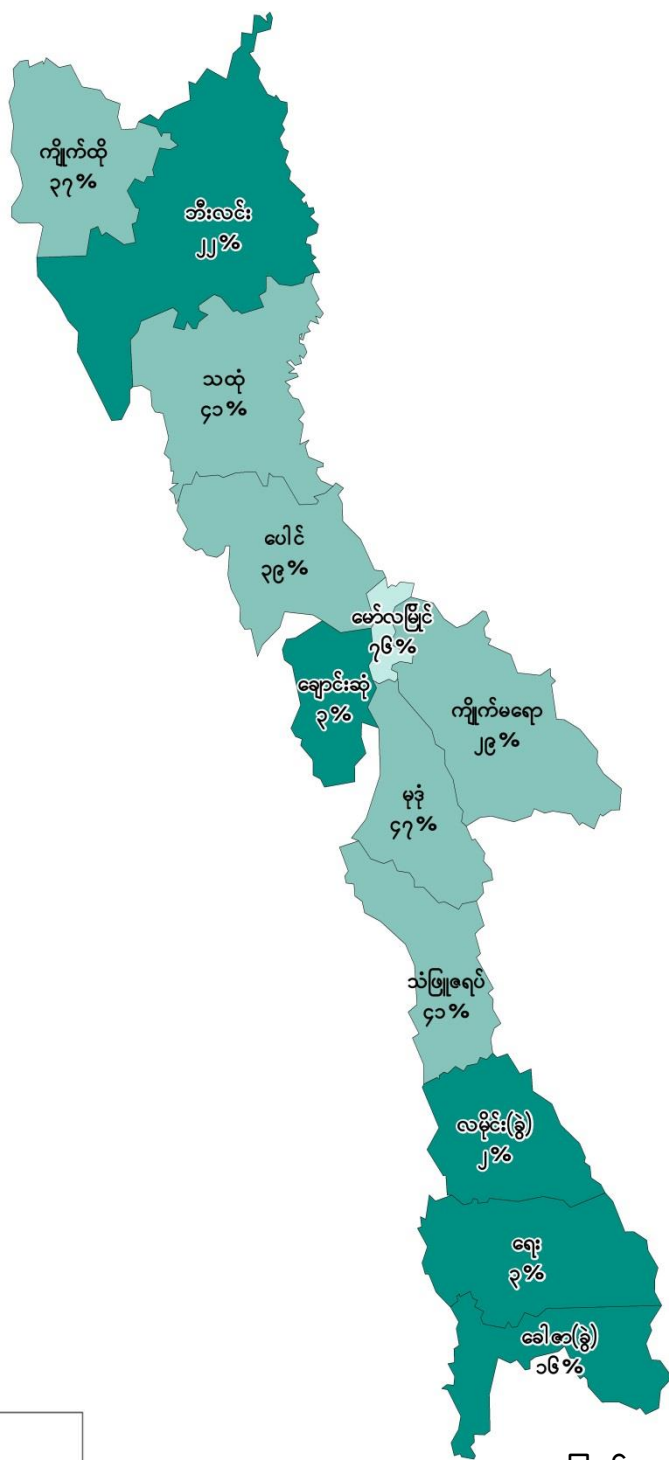 ကျိုက်ထို
၃၇%
ဘီးလင်း
၂၂%
သထုံ
၄၁%
ပေါင်
၃၉%
မော်လမြိုင်
၇၆%
ချောင်းဆုံ
၃%
ကျိုက်မရော
၂၉%
မုဒုံ
၄၇%
သံဖြူဇရပ်
၄၁%
လမိုင်း(ခွဲ)
၂%
ရေး
၃%
ခေါဇာ(ခွဲ)
၁၆%